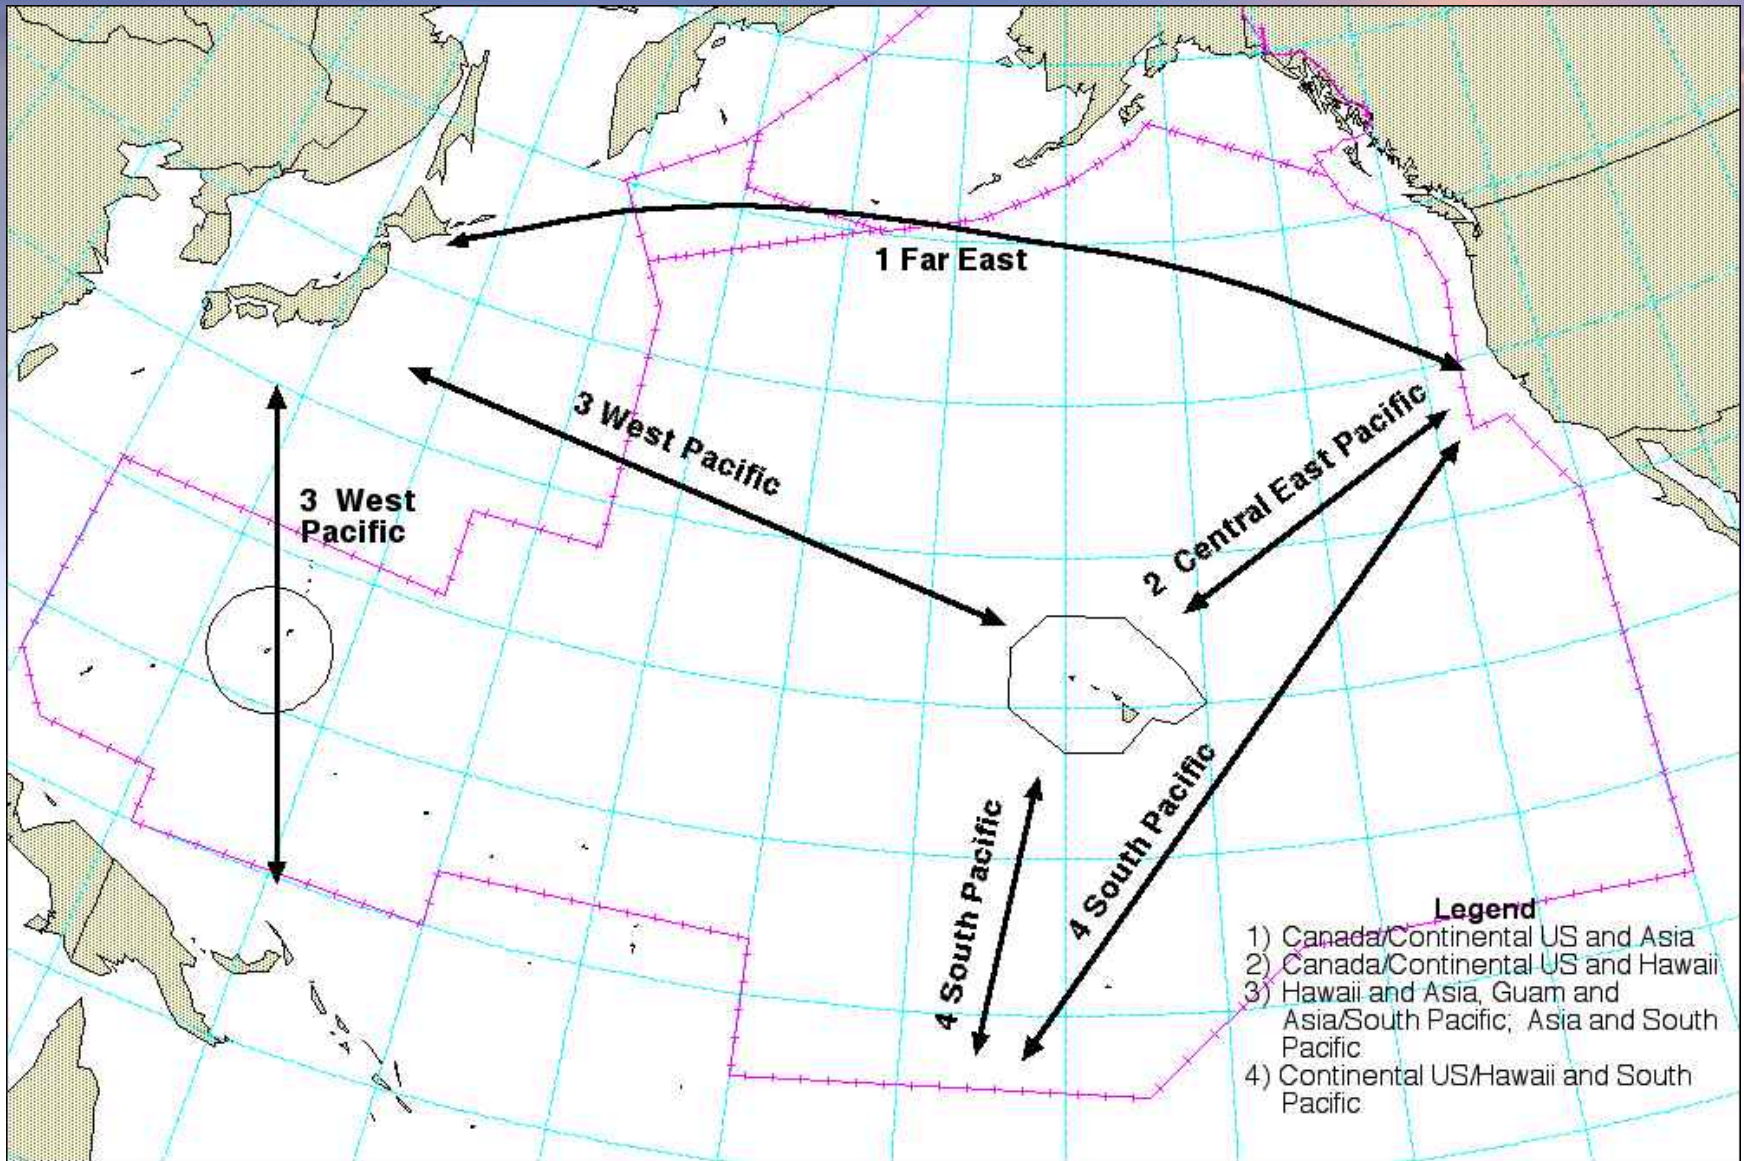 1 Far East
3 West Pacific
2 Central East Pacific
3 West
Pacific
4 South Pacific
4 South Pacific
Legend
1) Canada/Continental US and Asia
2) Canada/Continental US and Hawaii
3) Hawaii and Asia, Guam and
Asia/South Pacific; Asia and South
Pacific
4) Continental US/Hawaii and South
Pacific